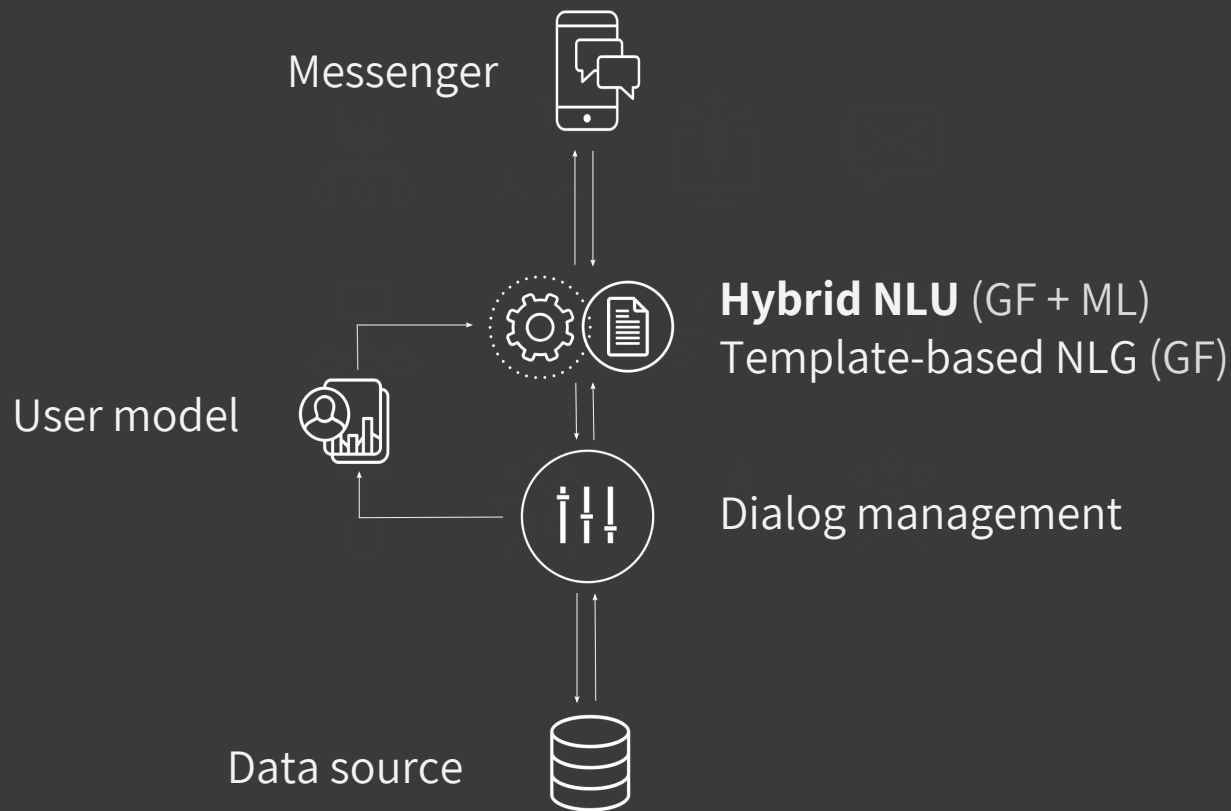 Messenger
Hybrid NLU (GF + ML)
Template-based NLG (GF)
User model
Dialog management
Data source